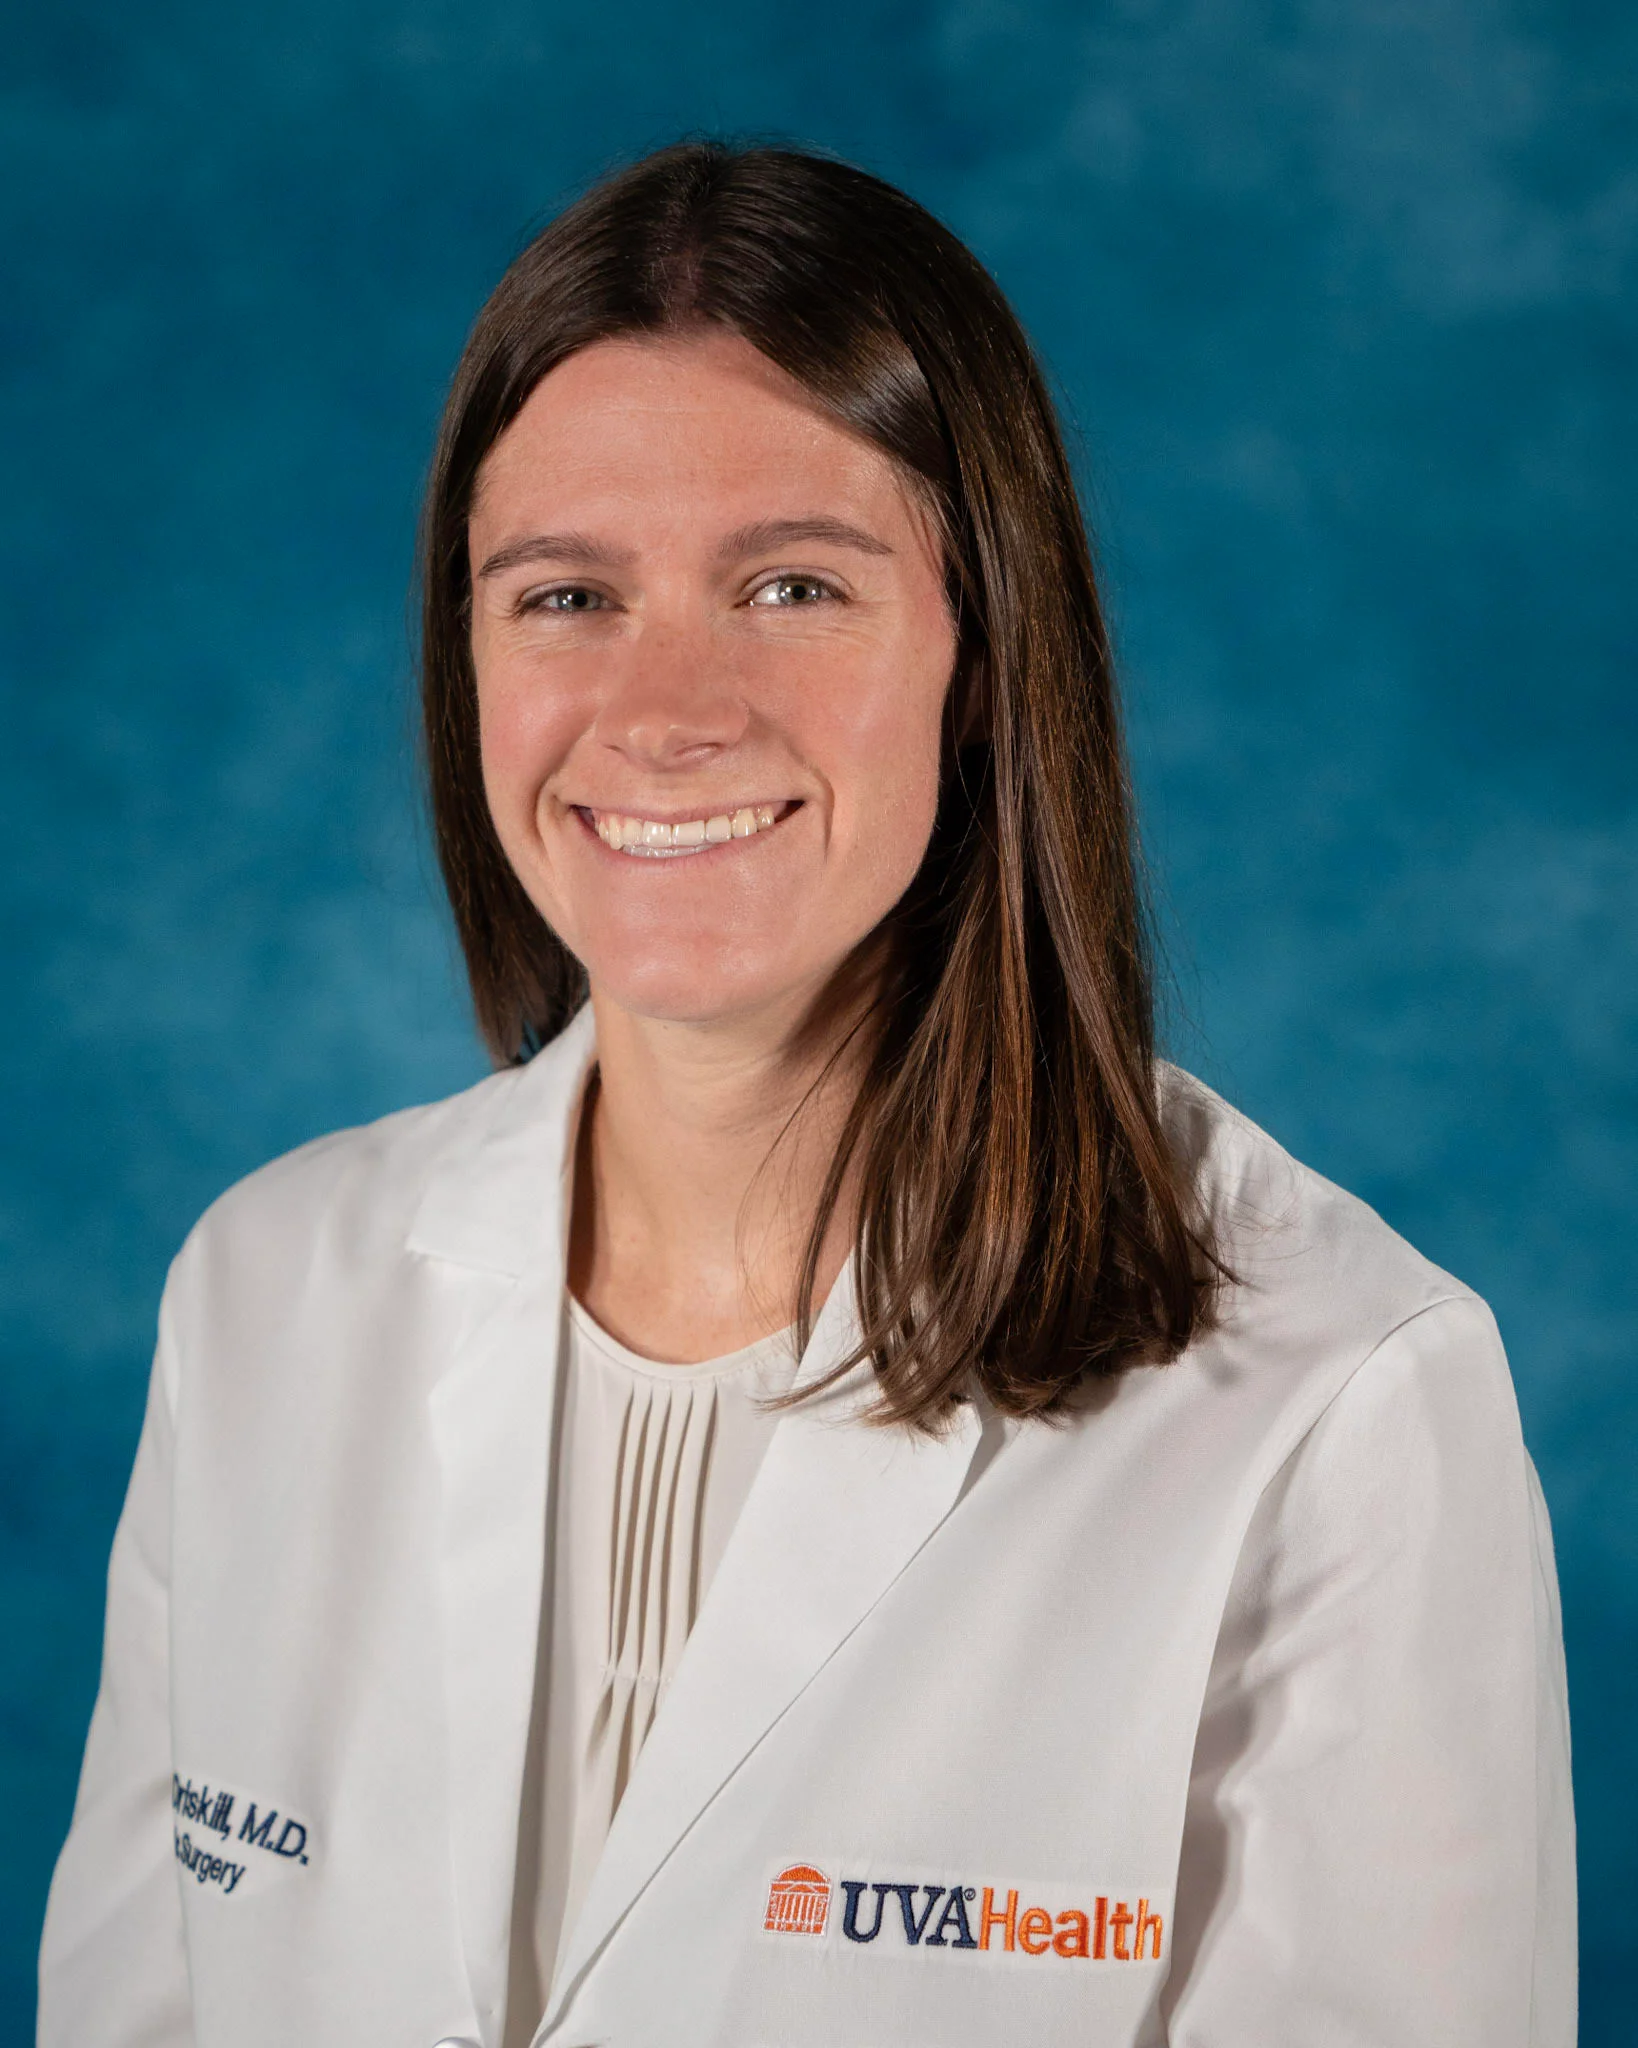 Driskill, M.D.
Surgery
UVA® Health